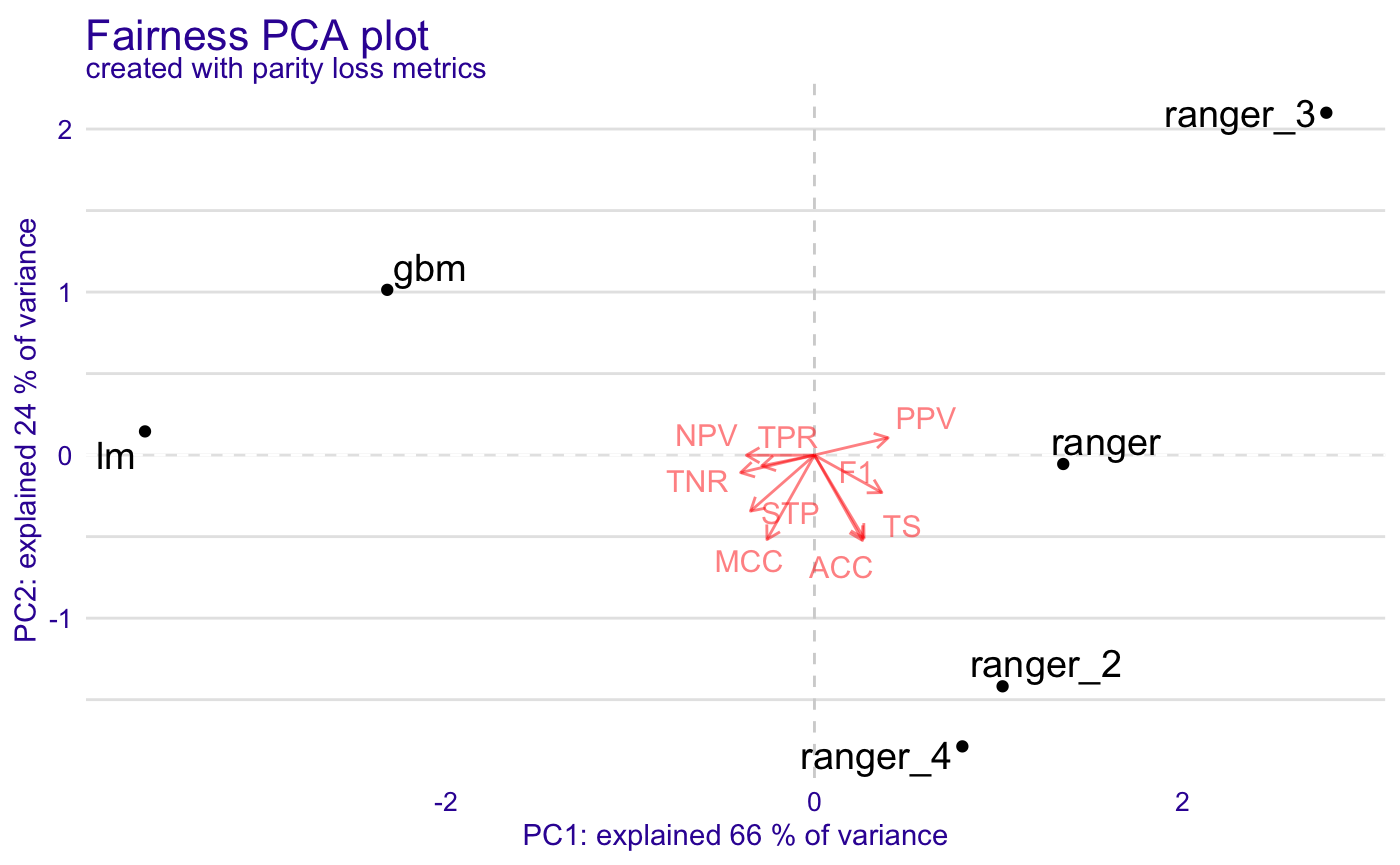 Fairness PCA plot
created with parity loss metrics
PC2: explained 24 % of variance
2
1
0
-1
ranger_3
gbm
lm
ranger
ranger_2
ranger_4
PPV
NPV
TPR
TNR
F1
STP
TS
MCC
ACC
-2
0
2
PC1: explained 66 % of variance